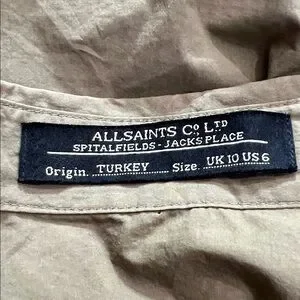 ALLSAINTS Co LTD
SPITALFIELDS - JACKS PLACE
Origin. TURKEY Size. UK 10 US 6